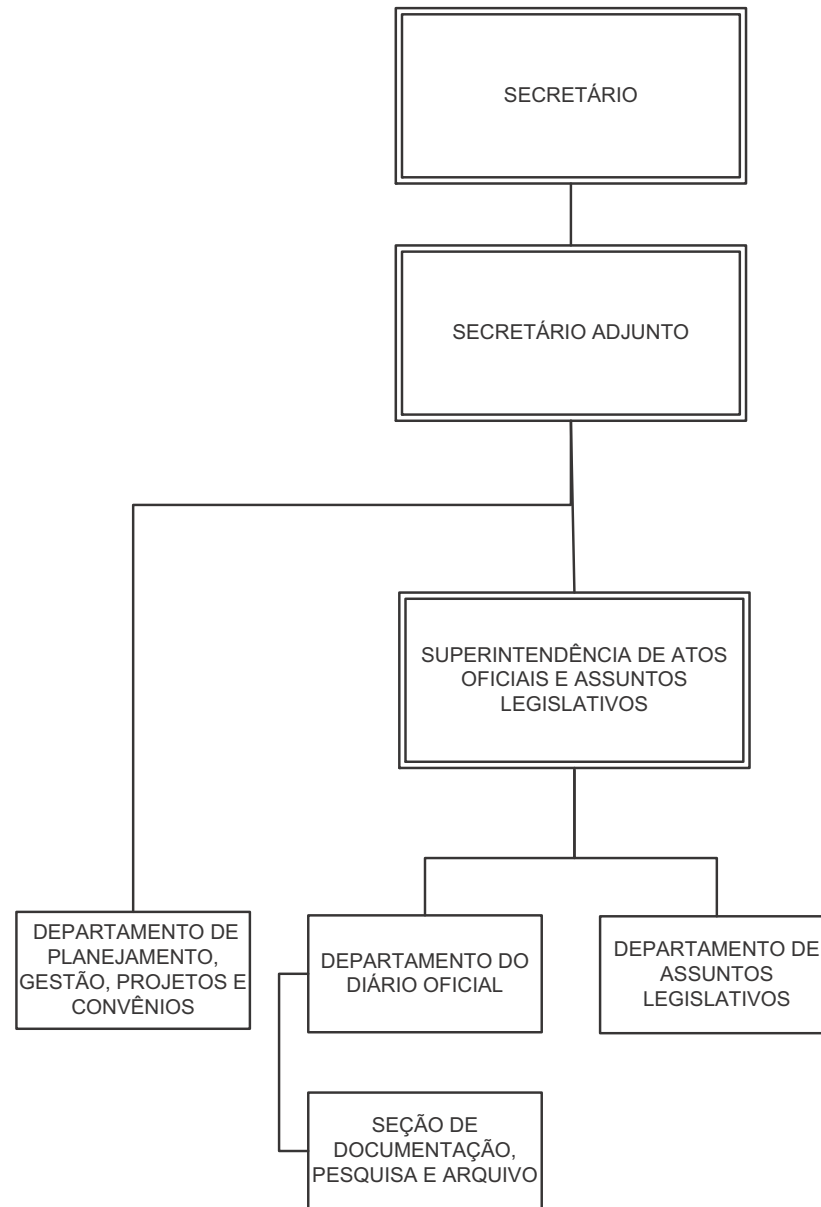 SECRETÁRIO
SECRETÁRIO ADJUNTO
SUPERINTENDÊNCIA DE ATOS
OFICIAIS E ASSUNTOS
LEGISLATIVOS
DEPARTAMENTO DE
PLANEJAMENTO,
GESTÃO, PROJETOS E
CONVÊNIOS
DEPARTAMENTO DO
DIÁRIO OFICIAL
DEPARTAMENTO DE
ASSUNTOS
LEGISLATIVOS
SEÇÃO DE
DOCUMENTAÇÃO,
PESQUISA E ARQUIVO